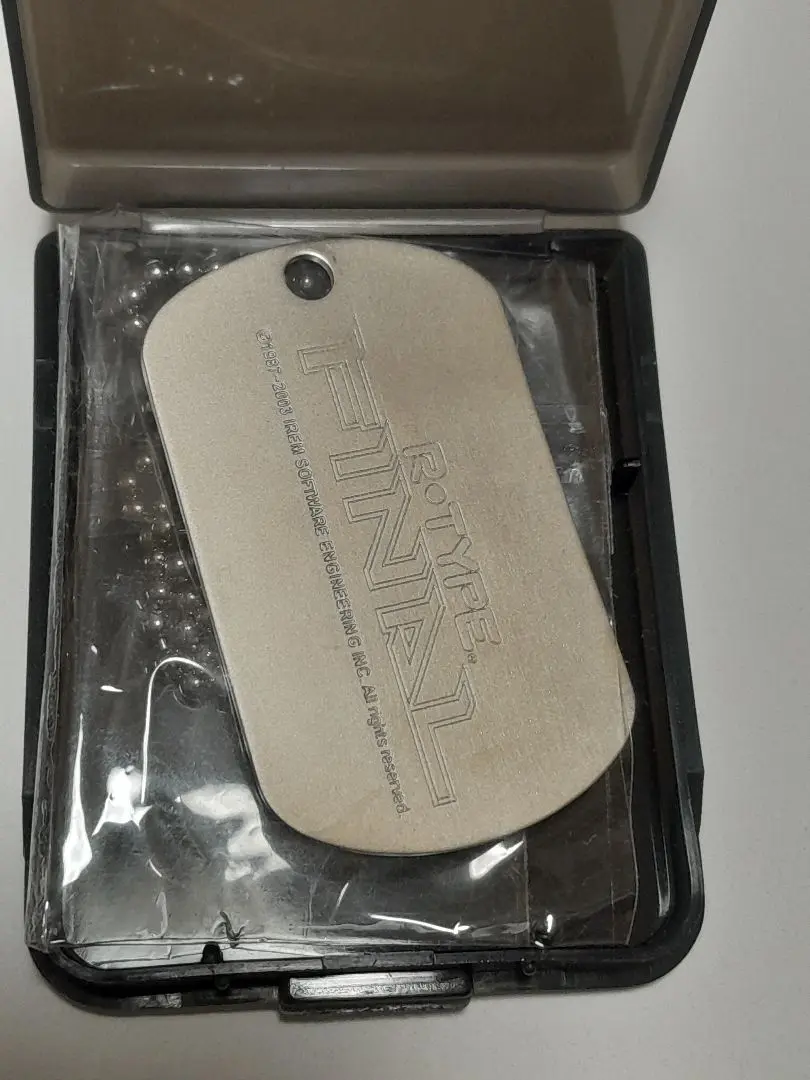 R・TYPE®
FINAL
©1987-2003 IREM SOFTWARE ENGINEERING INC. All rights reserved.